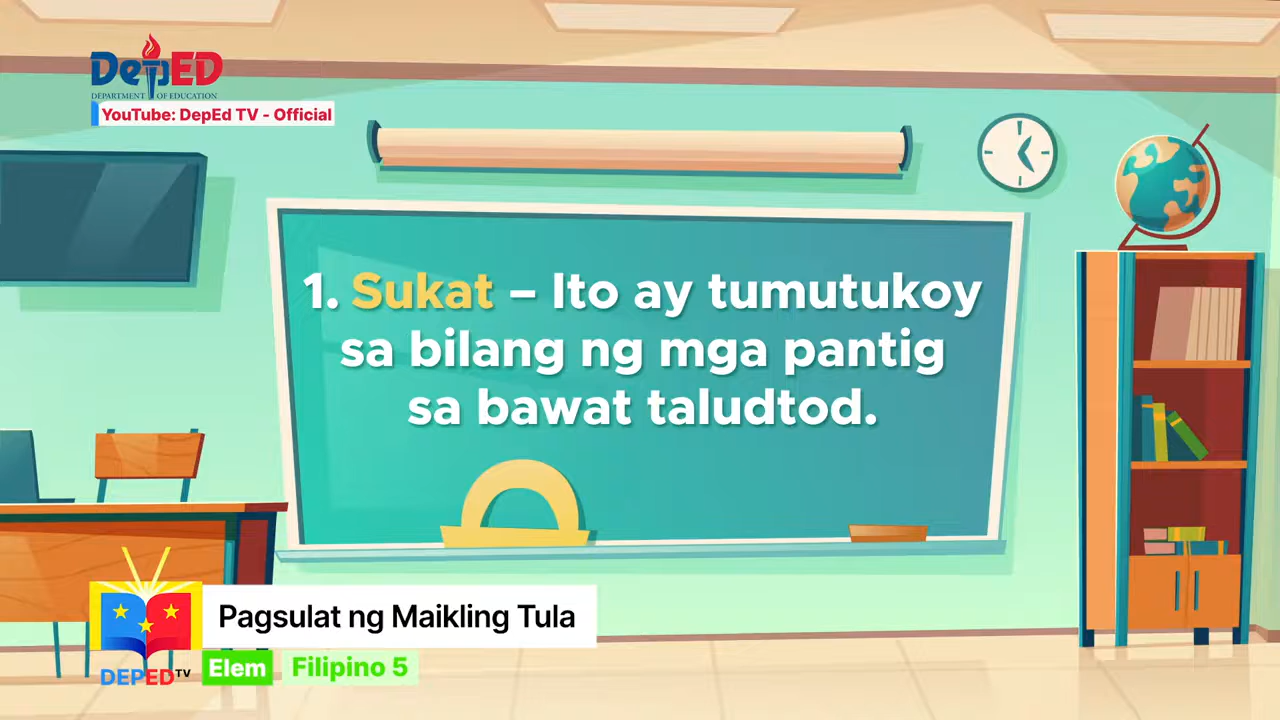 DepED
DEPARTMENT OF EDUCATION
YouTube: DepEd TV - Official
1. Sukat – Ito ay tumutukoy
sa bilang ng mga pantig
sa bawat taludtod.
Pagsulat ng Maikling Tula
DEPED TV
Elem Filipino 5